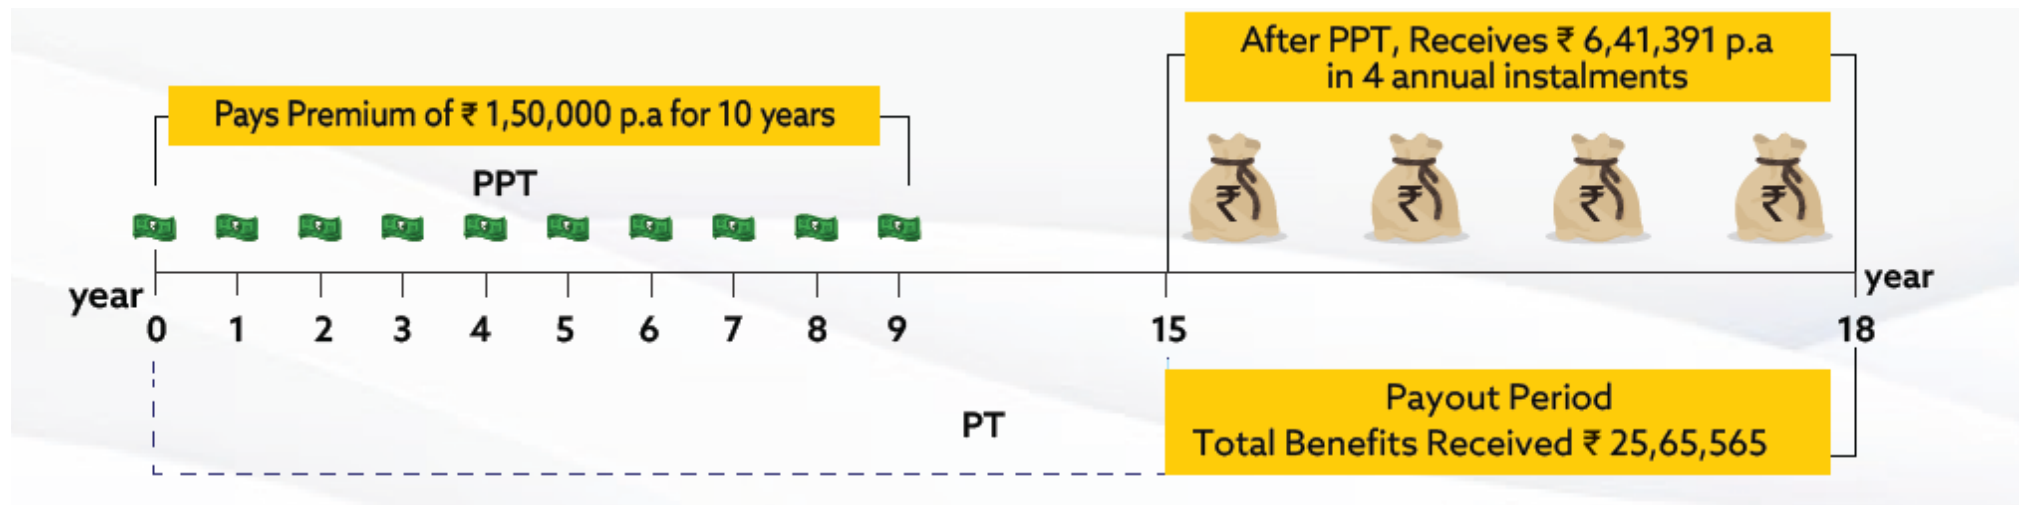 After PPT, Receives ₹ 6,41,391 p.a
in 4 annual instalments
Pays Premium of ₹ 1,50,000 p.a for 10 years
PPT
₹ ₹ ₹ ₹
year
year
0 1 2 3 4 5 6 7 8 9 15 18
Payout Period
PT
Total Benefits Received ₹ 25,65,565